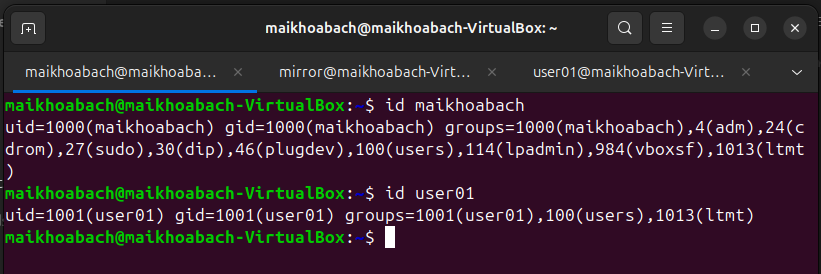 maikhoabach@maikhoabach-VirtualBox: ~
maikhoabach@maikhoaba... mirror@maikhoabach-Virt... user01@maikhoabach-Virt...
maikhoabach@maikhoabach-VirtualBox:~$ id maikhoabach
uid=1000(maikhoabach) gid=1000(maikhoabach) groups=1000(maikhoabach),4(adm),24(c
drom),27(sudo),30(dip),46(plugdev),100(users),114(lpadmin),984(vboxsf),1013(ltmt
)
maikhoabach@maikhoabach-VirtualBox:~$ id user01
uid=1001(user01) gid=1001(user01) groups=1001(user01),100(users),1013(ltmt)
maikhoabach@maikhoabach-VirtualBox:~$